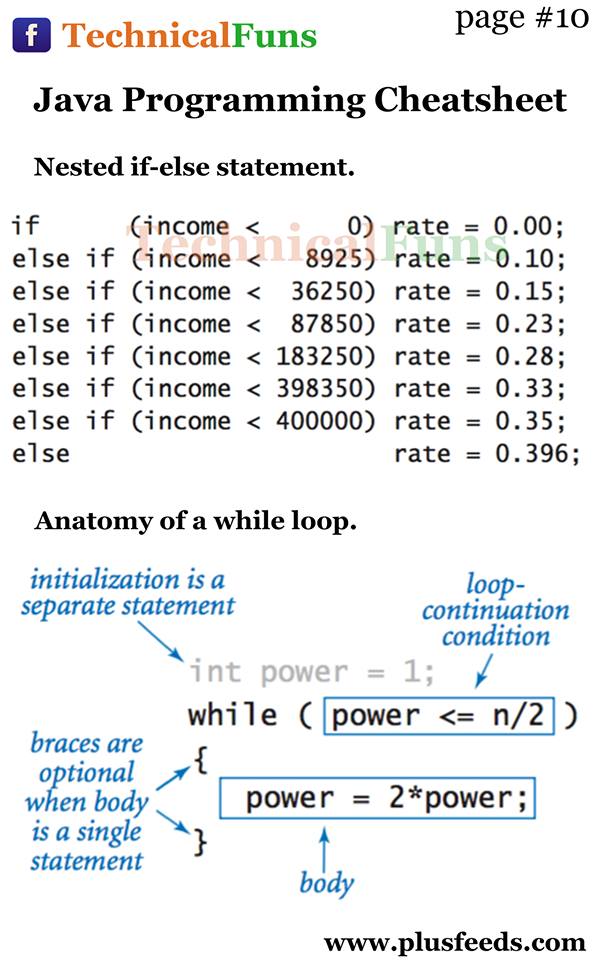 f TechnicalFuns
page #10
Java Programming Cheatsheet
Nested if-else statement.
TechnicalFuns
if      (income <      0) rate = 0.00;
else if (income <   8925) rate = 0.10;
else if (income <  36250) rate = 0.15;
else if (income <  87850) rate = 0.23;
else if (income < 183250) rate = 0.28;
else if (income < 398350) rate = 0.33;
else if (income < 400000) rate = 0.35;
else                      rate = 0.396;
Anatomy of a while loop.
initialization is a
separate statement
loop-
continuation
condition
int power = 1;
while ( power <= n/2 )
braces are
optional
when body
is a single
statement
{
power = 2*power;
}
body
www.plusfeeds.com